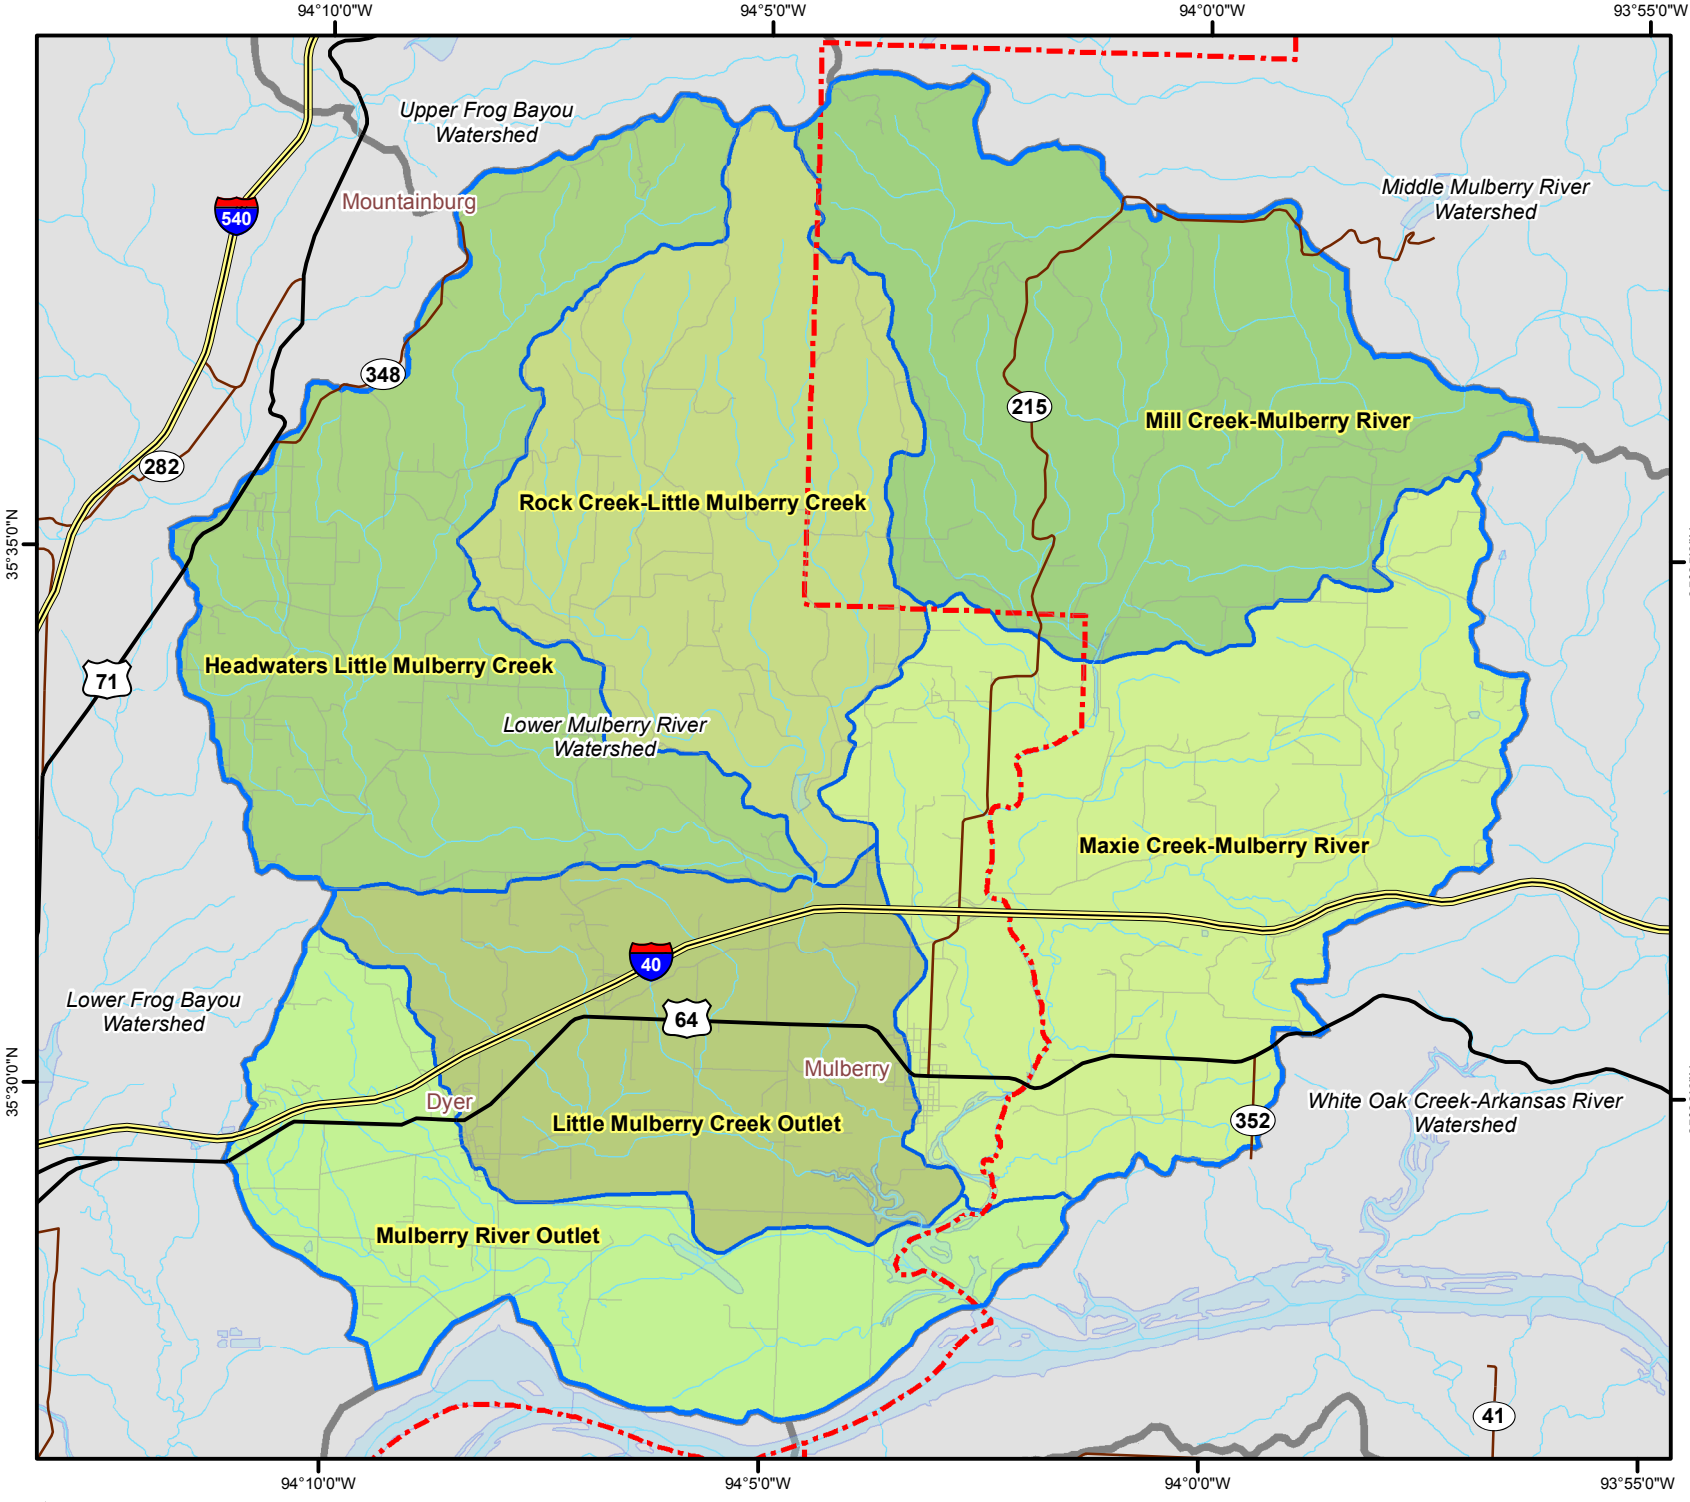 94°10'0"W
94°5'0"W
94°0'0"W
93°55'0"W
Upper Frog Bayou
Watershed
Middle Mulberry River
Watershed
Mountainburg
540
348
215
Mill Creek-Mulberry River
282
Rock Creek-Little Mulberry Creek
35°35'0"N
Headwaters Little Mulberry Creek
71
Lower Mulberry River
Watershed
Maxie Creek-Mulberry River
40
Lower Frog Bayou
Watershed
64
Mulberry
35°30'0"N
Dyer
Little Mulberry Creek Outlet
352
White Oak Creek-Arkansas River
Watershed
Mulberry River Outlet
41
94°10'0"W
94°5'0"W
94°0'0"W
93°55'0"W